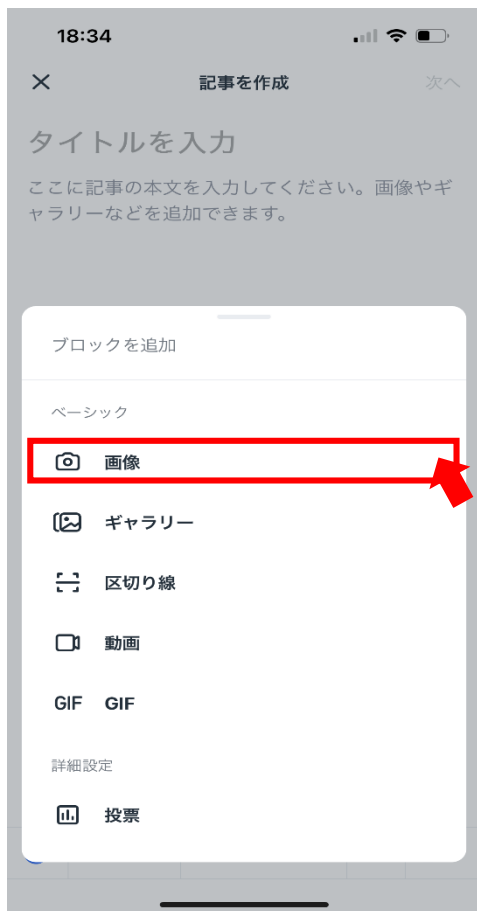 18:34
記事を作成
次へ
タイトルを入力
ここに記事の本文を入力してください。画像やギ
ャラリーなどを追加できます。
ブロックを追加
ベーシック
画像
ギャラリー
区切り線
動画
GIF GIF
詳細設定
投票